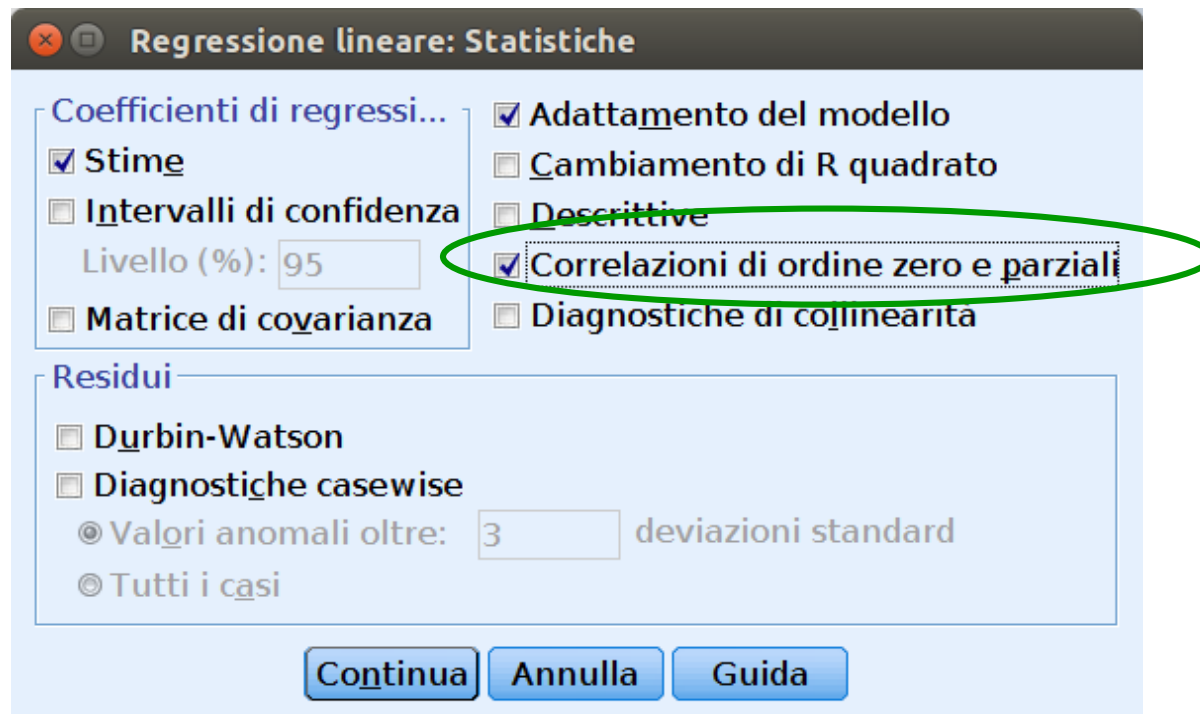 Regressione lineare: Statistiche
Coefficienti di regressi...
Stime
Intervalli di confidenza
Livello (%): 95
Matrice di covarianza
Adattamento del modello
Cambiamento di R quadrato
Descrittive
Correlazioni di ordine zero e parziali
Diagnostiche di collinearità
Residui
Durbin-Watson
Diagnostiche casewise
Valori anomali oltre: 3 deviazioni standard
Tutti i casi
Continua Annulla Guida